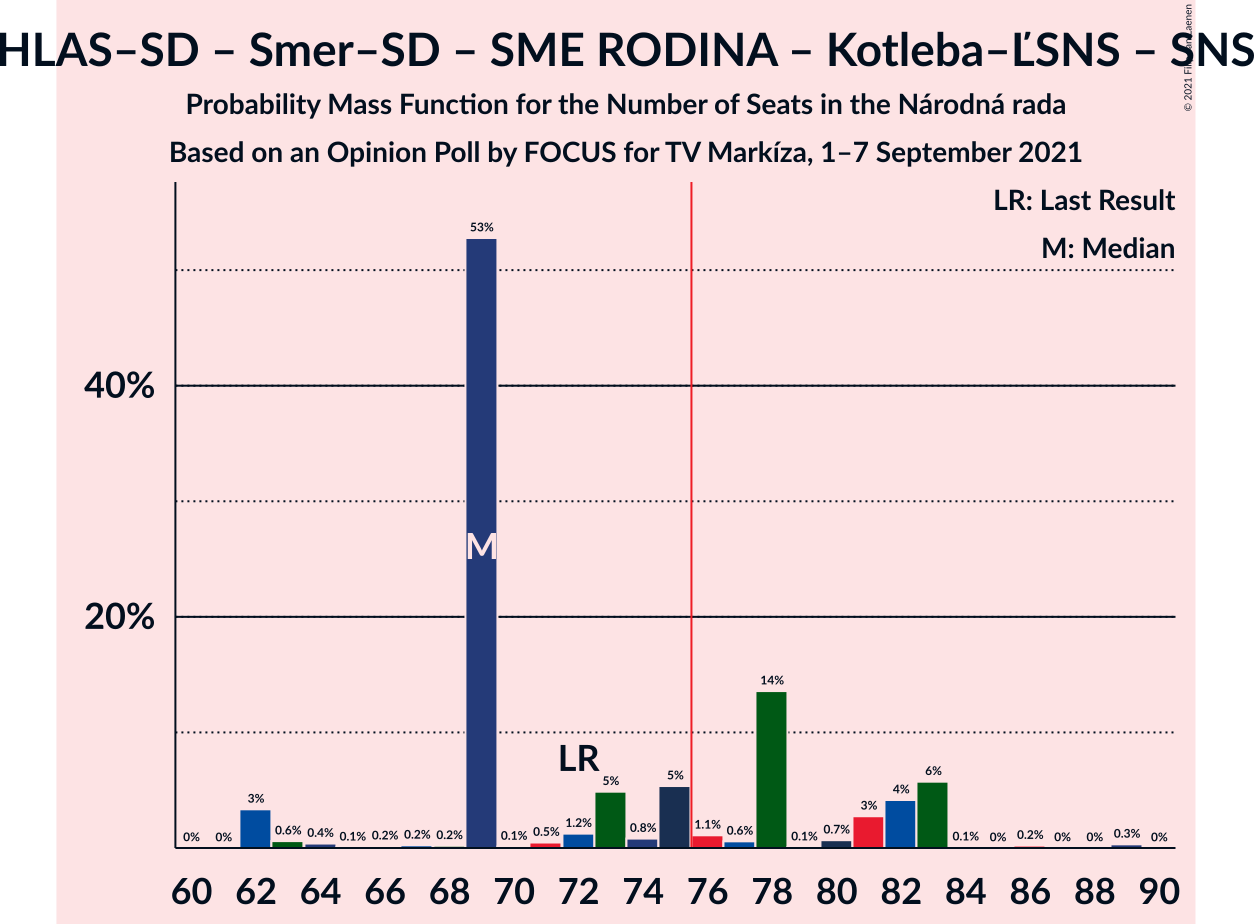 HLAS–SD – Smer–SD – SME RODINA – Kotleba–ĽSNS – SNS
Probability Mass Function for the Number of Seats in the Národná rada
Based on an Opinion Poll by FOCUS for TV Markíza, 1–7 September 2021
LR: Last Result
M: Median
40%
20%
0% 0% 3% 0.6% 0.4% 0.1% 0.2% 0.2% 0.2% 53% 0.1% 0.5% 1.2% 5% 0.8% 5% 1.1% 0.6% 14% 0.1% 0.7% 3% 4% 6% 0.1% 0% 0.2% 0% 0% 0.3% 0%
M
LR
60 62 64 66 68 70 72 74 76 78 80 82 84 86 88 90
© 2021